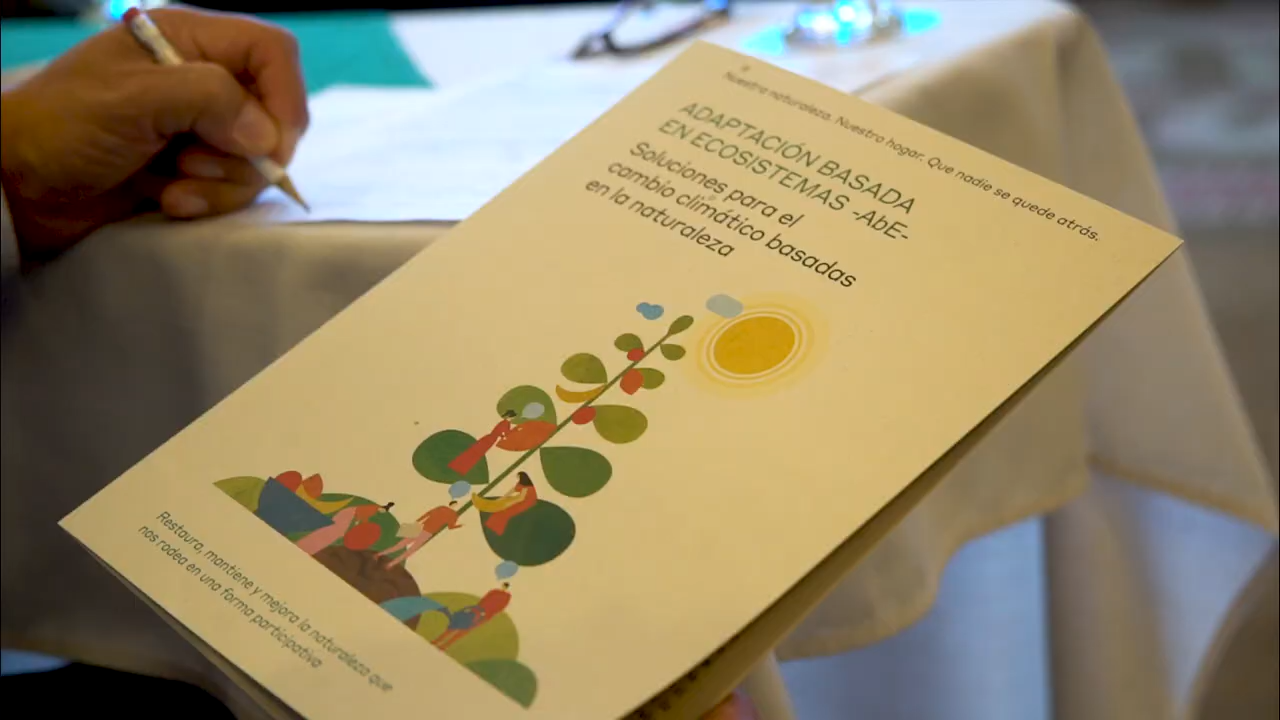 Nuestra naturaleza. Nuestro hogar. Que nadie se quede atrás.
ADAPTACIÓN BASADA
EN ECOSISTEMAS -AbE-
Soluciones para el
cambio climático basadas
en la naturaleza
Restaura, mantiene y mejora la naturaleza que
nos rodea en una forma participativa